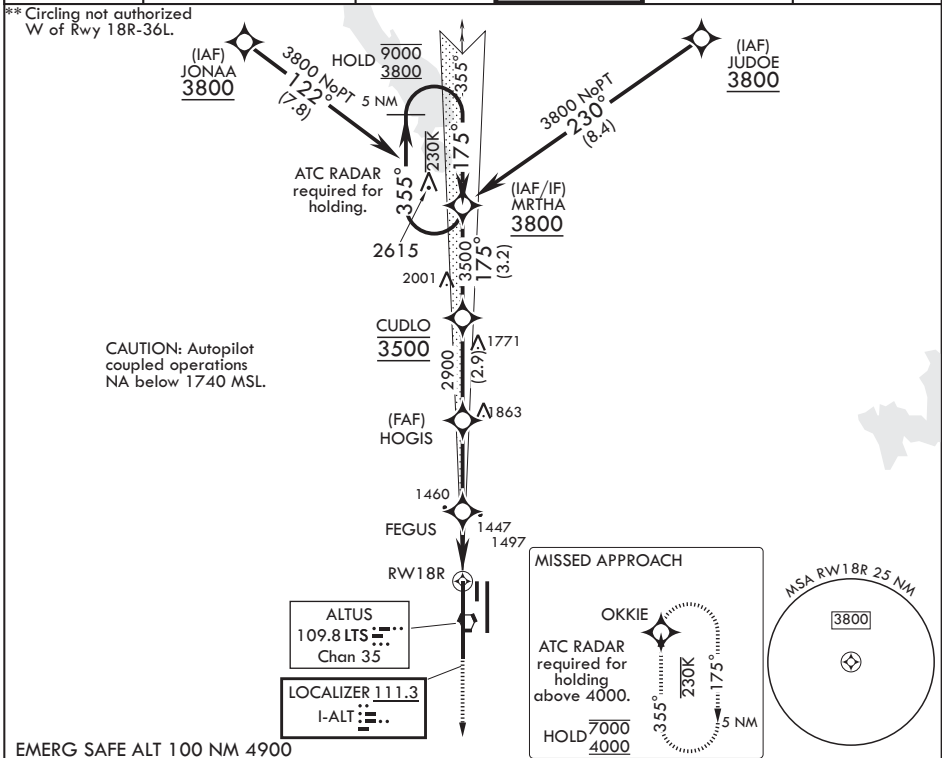 ** Circling not authorized
W of Rwy 18R-36L.
(IAF)
JONAA
3800
3800 NoPT
122°
(7.8)
HOLD 9000
3800
5 NM
355°
175°
355°
230K
ATC RADAR
required for
holding.
2615
(IAF)
JUDOE
3800
3800 NoPT
230°
(8.4)
(IAF/IF)
MRTHA
3800
3500
175°
(3.2)
2001
CUDLO
3500
1771
2900
(2.9)
CAUTION: Autopilot
coupled operations
NA below 1740 MSL.
(FAF)
HOGIS
1863
1460
FEGUS
1447
1497
RW18R
ALTUS
109.8 LTS
Chan 35
LOCALIZER 111.3
I-ALT
MISSED APPROACH
OKKIE
ATC RADAR
required for
holding
above 4000.
HOLD 7000
4000
355°
230K
175°
5 NM
MSA RW18R 25 NM
3800
EMERG SAFE ALT 100 NM 4900